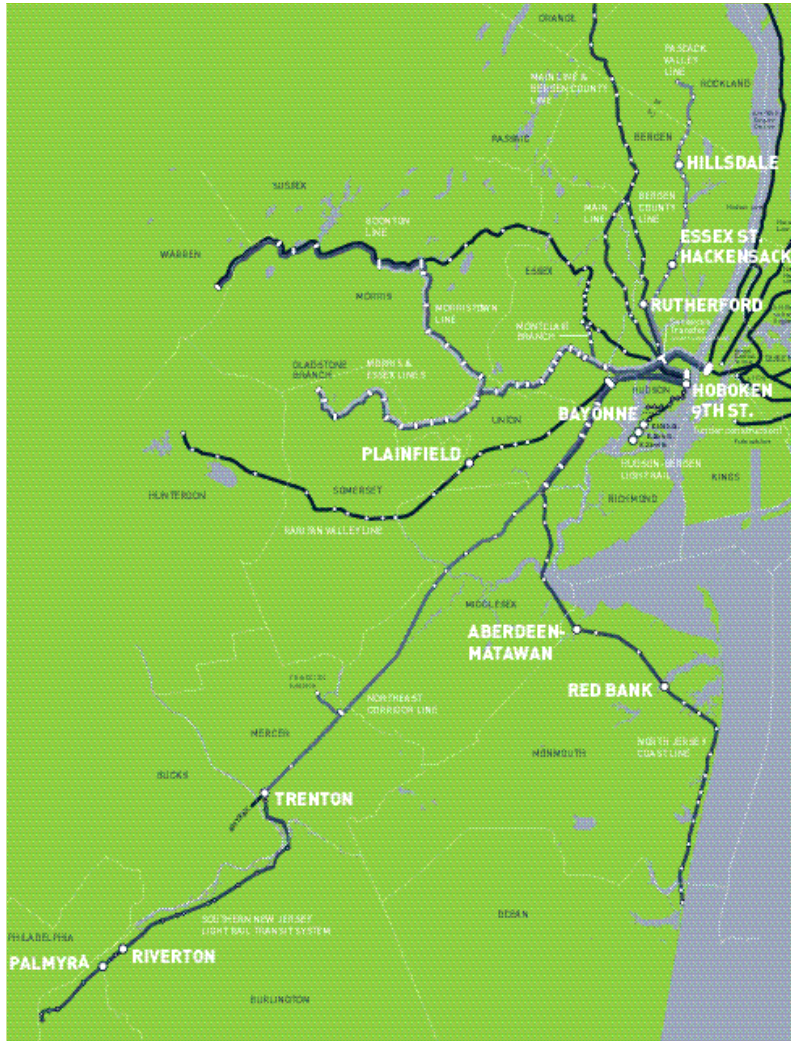 ORANGE
PASCACK
VALLEY
LINE
MAIN LINE &
BERGEN COUNTY
LINE
ROCKLAND
PASSAIC
BERGEN
HILLSDALE
SUSSEX
MAIN
LINE
BERGEN
COUNTY
LINE
BOONTON
LINE
WARREN
ESSEX ST.
HACKENSACK
ESSEX
MORRIS
MORRISTOWN
LINE
RUTHERFORD
MONTCLAIR
BRANCH
Secaucus
Transfer
GLADSTONE
BRANCH
MORRIS &
ESSEX LINES
HUDSON
HOBOKEN
9TH ST.
UNION
BAYONNE
PLAINFIELD
HUDSON-BERGEN
LIGHT RAIL
KINGS
HUNTERDON
SOMERSET
RICHMOND
RARITAN VALLEY LINE
MIDDLESEX
ABERDEEN-
MATAWAN
RED BANK
NORTHEAST
CORRIDOR LINE
MERCER
NORTH JERSEY
COAST LINE
MONMOUTH
BUCKS
TRENTON
AMTRAK
OCEAN
SOUTHERN NEW JERSEY
LIGHT RAIL TRANSIT SYSTEM
PHILADELPHIA
PALMYRA
RIVERTON
BURLINGTON